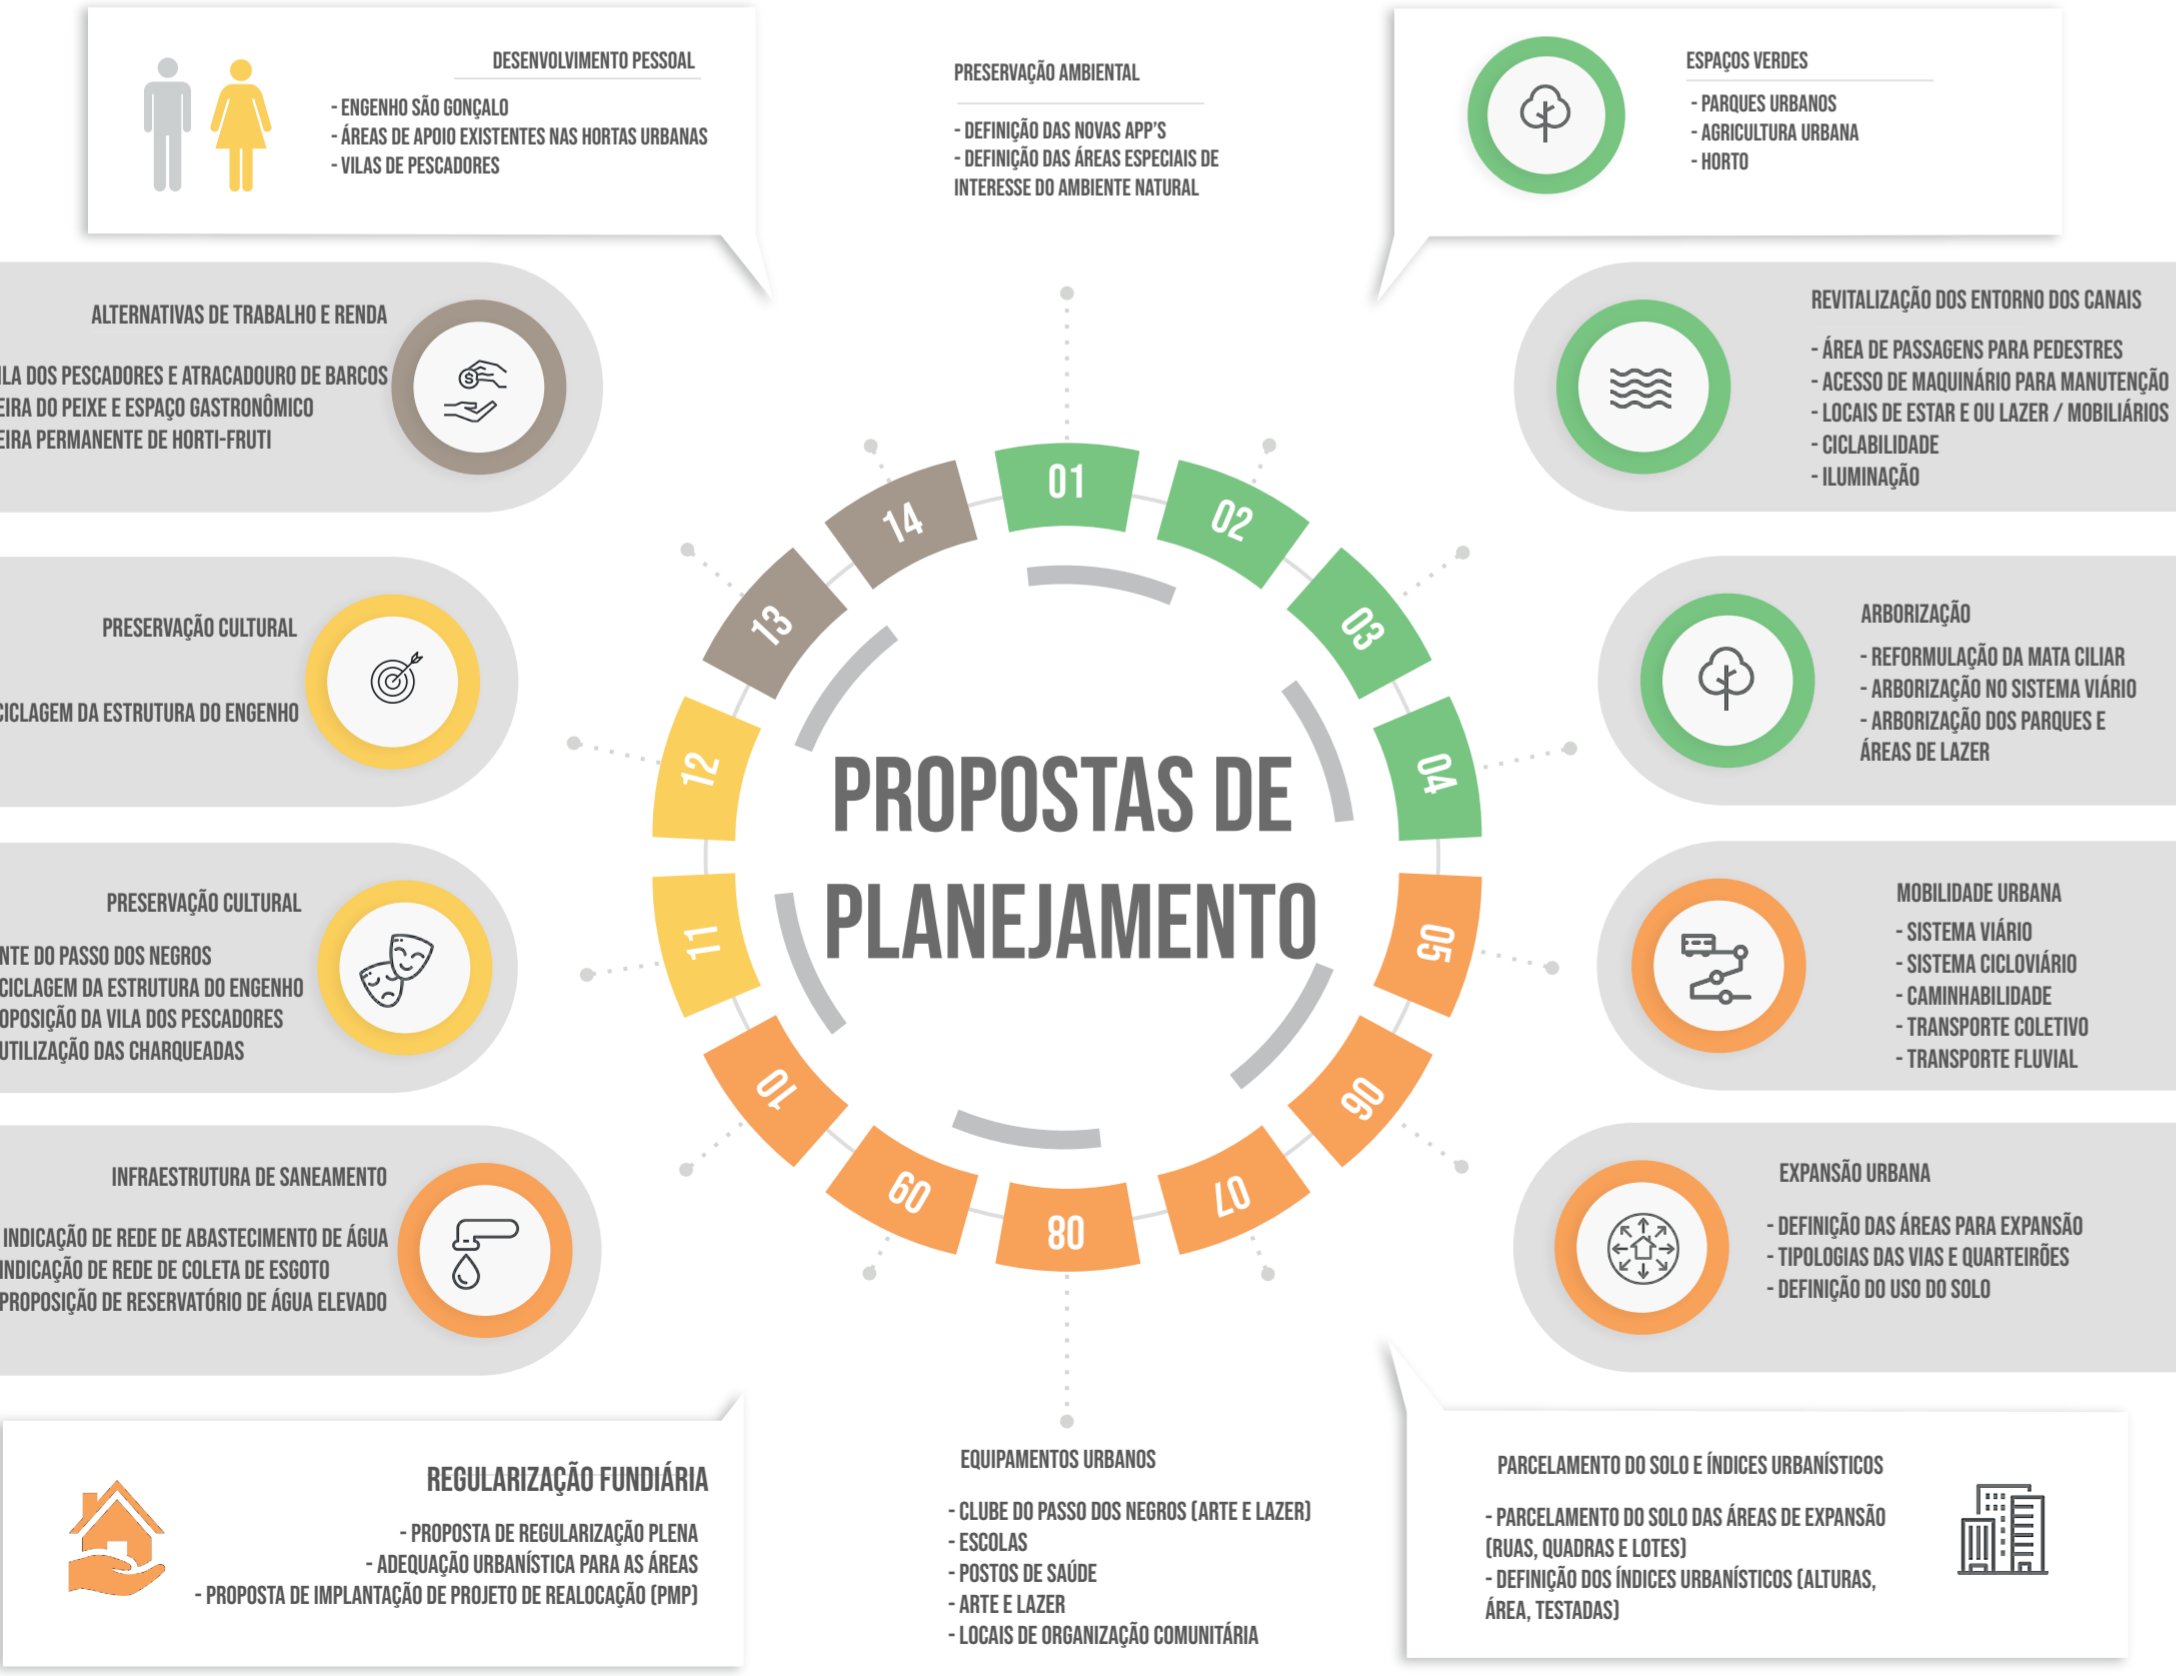 DESENVOLVIMENTO PESSOAL
- ENGENHO SÃO GONÇALO
- ÁREAS DE APOIO EXISTENTES NAS HORTAS URBANAS
- VILAS DE PESCADORES
PRESERVAÇÃO AMBIENTAL
- DEFINIÇÃO DAS NOVAS APP'S
- DEFINIÇÃO DAS ÁREAS ESPECIAIS DE
INTERESSE DO AMBIENTE NATURAL
ESPAÇOS VERDES
- PARQUES URBANOS
- AGRICULTURA URBANA
- HORTO
ALTERNATIVAS DE TRABALHO E RENDA
ILA DOS PESCADORES E ATRACADOURO DE BARCOS
EIRA DO PEIXE E ESPAÇO GASTRONÔMICO
EIRA PERMANENTE DE HORTI-FRUTI
REVITALIZAÇÃO DOS ENTORNO DOS CANAIS
- ÁREA DE PASSAGENS PARA PEDESTRES
- ACESSO DE MAQUINÁRIO PARA MANUTENÇÃO
- LOCAIS DE ESTAR E OU LAZER / MOBILIÁRIOS
- CICLABILIDADE
- ILUMINAÇÃO
PRESERVAÇÃO CULTURAL
CICLAGEM DA ESTRUTURA DO ENGENHO
ARBORIZAÇÃO
- REFORMULAÇÃO DA MATA CILIAR
- ARBORIZAÇÃO NO SISTEMA VIÁRIO
- ARBORIZAÇÃO DOS PARQUES E
ÁREAS DE LAZER
01
02
03
04
05
06
07
08
09
10
11
12
13
14
PROPOSTAS DE
PLANEJAMENTO
PRESERVAÇÃO CULTURAL
NTE DO PASSO DOS NEGROS
CICLAGEM DA ESTRUTURA DO ENGENHO
OPOSIÇÃO DA VILA DOS PESCADORES
UTILIZAÇÃO DAS CHARQUEADAS
MOBILIDADE URBANA
- SISTEMA VIÁRIO
- SISTEMA CICLOVIÁRIO
- CAMINHABILIDADE
- TRANSPORTE COLETIVO
- TRANSPORTE FLUVIAL
INFRAESTRUTURA DE SANEAMENTO
INDICAÇÃO DE REDE DE ABASTECIMENTO DE ÁGUA
INDICAÇÃO DE REDE DE COLETA DE ESGOTO
PROPOSIÇÃO DE RESERVATÓRIO DE ÁGUA ELEVADO
EXPANSÃO URBANA
- DEFINIÇÃO DAS ÁREAS PARA EXPANSÃO
- TIPOLOGIAS DAS VIAS E QUARTEIRÕES
- DEFINIÇÃO DO USO DO SOLO
REGULARIZAÇÃO FUNDIÁRIA
- PROPOSTA DE REGULARIZAÇÃO PLENA
- ADEQUAÇÃO URBANÍSTICA PARA AS ÁREAS
- PROPOSTA DE IMPLANTAÇÃO DE PROJETO DE REALOCAÇÃO (PMP)
EQUIPAMENTOS URBANOS
- CLUBE DO PASSO DOS NEGROS (ARTE E LAZER)
- ESCOLAS
- POSTOS DE SAÚDE
- ARTE E LAZER
- LOCAIS DE ORGANIZAÇÃO COMUNITÁRIA
PARCELAMENTO DO SOLO E ÍNDICES URBANÍSTICOS
- PARCELAMENTO DO SOLO DAS ÁREAS DE EXPANSÃO
(RUAS, QUADRAS E LOTES)
- DEFINIÇÃO DOS ÍNDICES URBANÍSTICOS (ALTURAS,
ÁREA, TESTADAS)